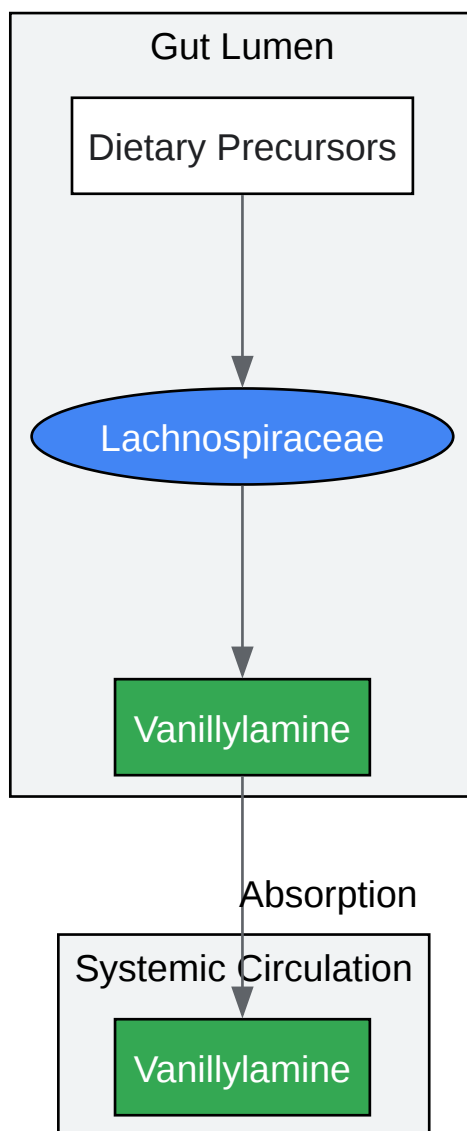 Gut Lumen
Dietary Precursors
Lachnospiraceae
Vanillylamine
Absorption
Systemic Circulation
Vanillylamine